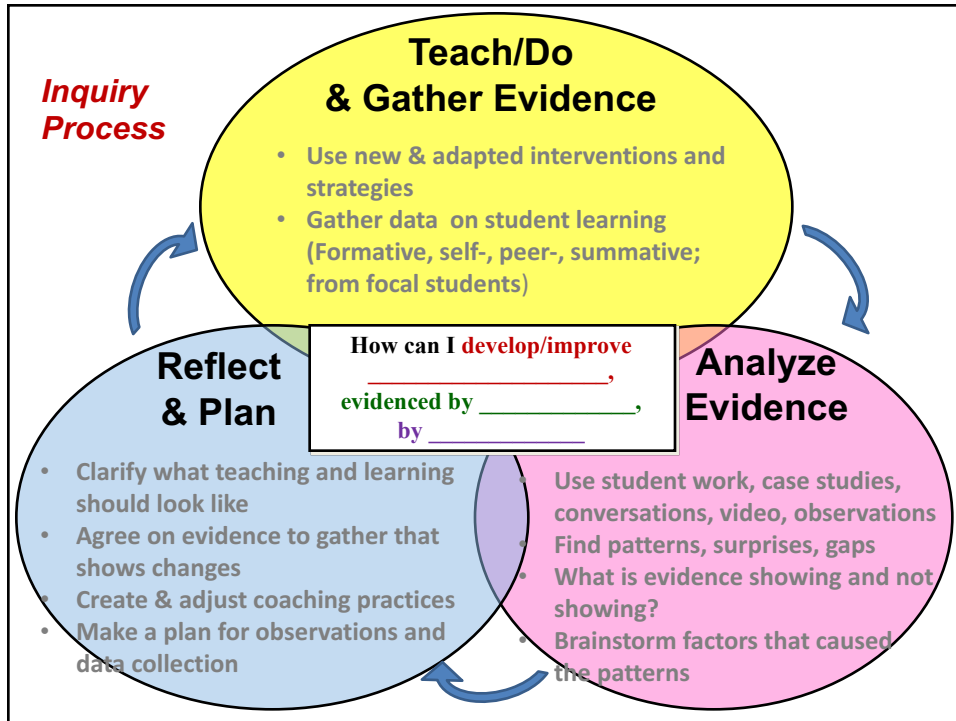 Inquiry
Process
Teach/Do
& Gather Evidence
• Use new & adapted interventions and
strategies
• Gather data on student learning
(Formative, self-, peer-, summative;
from focal students)
How can I develop/improve
____________________,
evidenced by _____________,
by _____________
Reflect
& Plan
• Clarify what teaching and learning
should look like
• Agree on evidence to gather that
shows changes
• Create & adjust coaching practices
• Make a plan for observations and
data collection
Analyze
Evidence
• Use student work, case studies,
conversations, video, observations
• Find patterns, surprises, gaps
• What is evidence showing and not
showing?
• Brainstorm factors that caused
the patterns